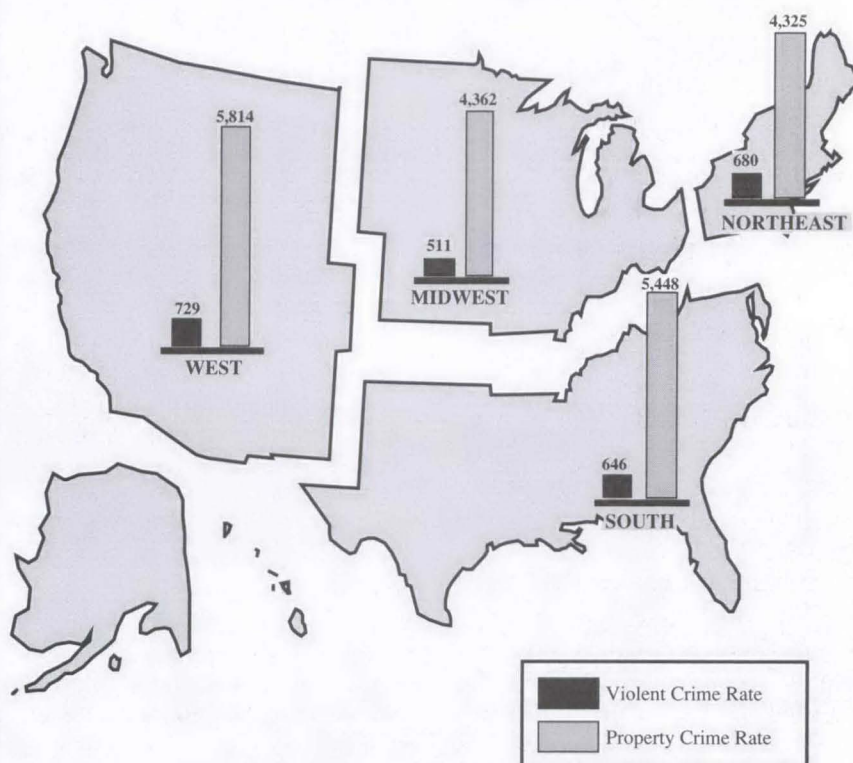 4,325
680
NORTHEAST
5,814
729
WEST
4,362
511
MIDWEST
5,448
646
SOUTH
Violent Crime Rate
Property Crime Rate